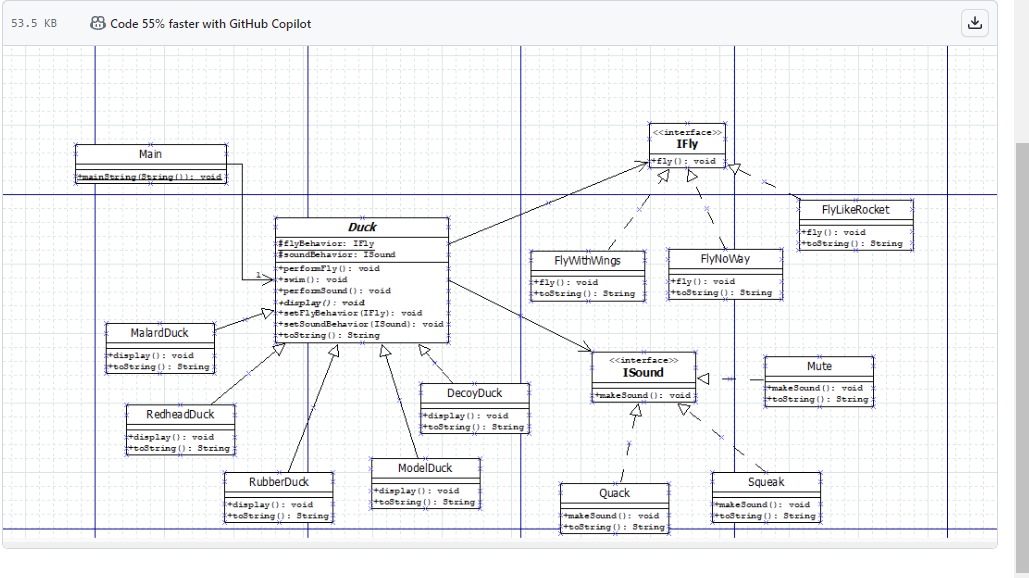 53.5 KB
Code 55% faster with GitHub Copilot
Main
+mainString(String()): void
<<interface>>
IFly
+fly(): void
Duck
#flyBehavior: IFly
#soundBehavior: ISound
+performFly(): void
+swim(): void
+performSound(): void
+display(): void
+setFlyBehavior(IFly): void
+setSoundBehavior(ISound): void
+toString(): String
1
FlyLikeRocket
+fly(): void
+toString(): String
FlyWithWings
+fly(): void
+toString(): String
FlyNoWay
+fly(): void
+toString(): String
MalardDuck
+display(): void
+toString(): String
<<interface>>
ISound
+makeSound(): void
Mute
+makeSound(): void
+toString(): String
DecoyDuck
+display(): void
+toString(): String
RedheadDuck
+display(): void
+toString(): String
ModelDuck
+display(): void
+toString(): String
RubberDuck
+display(): void
+toString(): String
Quack
+makeSound(): void
+toString(): String
Squeak
+makeSound(): void
+toString(): String